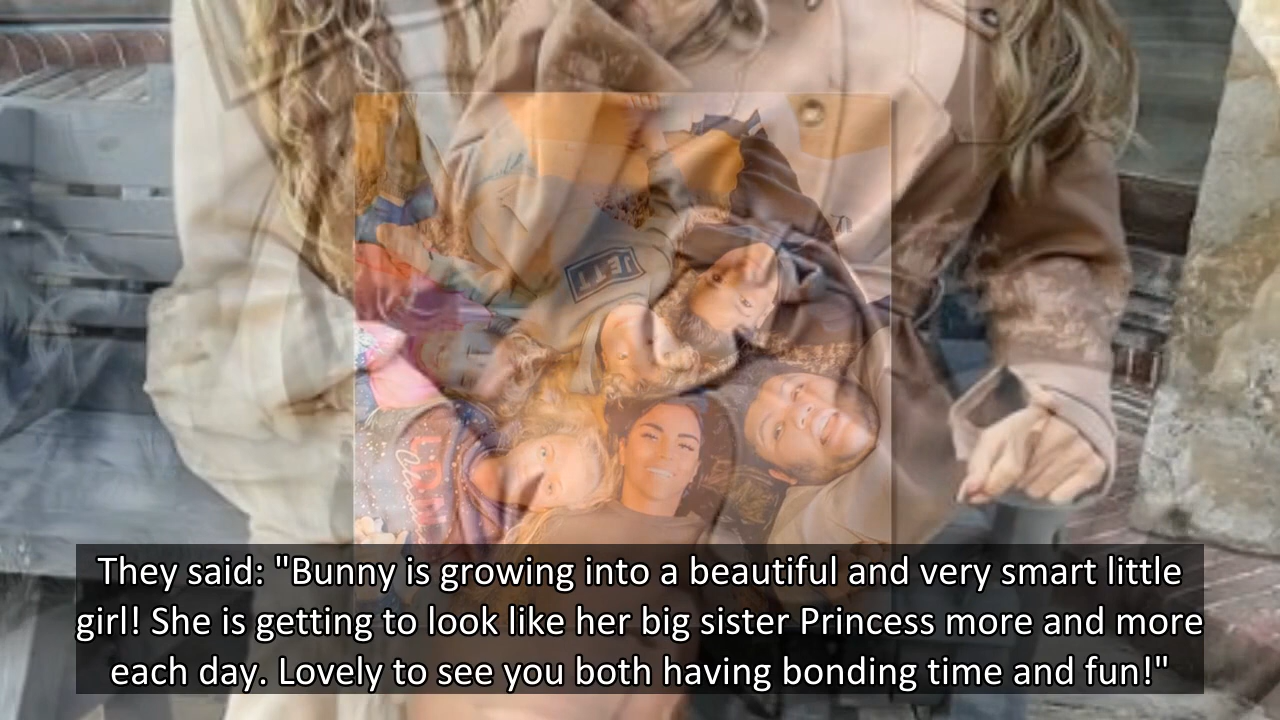 JETT
They said: "Bunny is growing into a beautiful and very smart little
girl! She is getting to look like her big sister Princess more and more
each day. Lovely to see you both having bonding time and fun!"